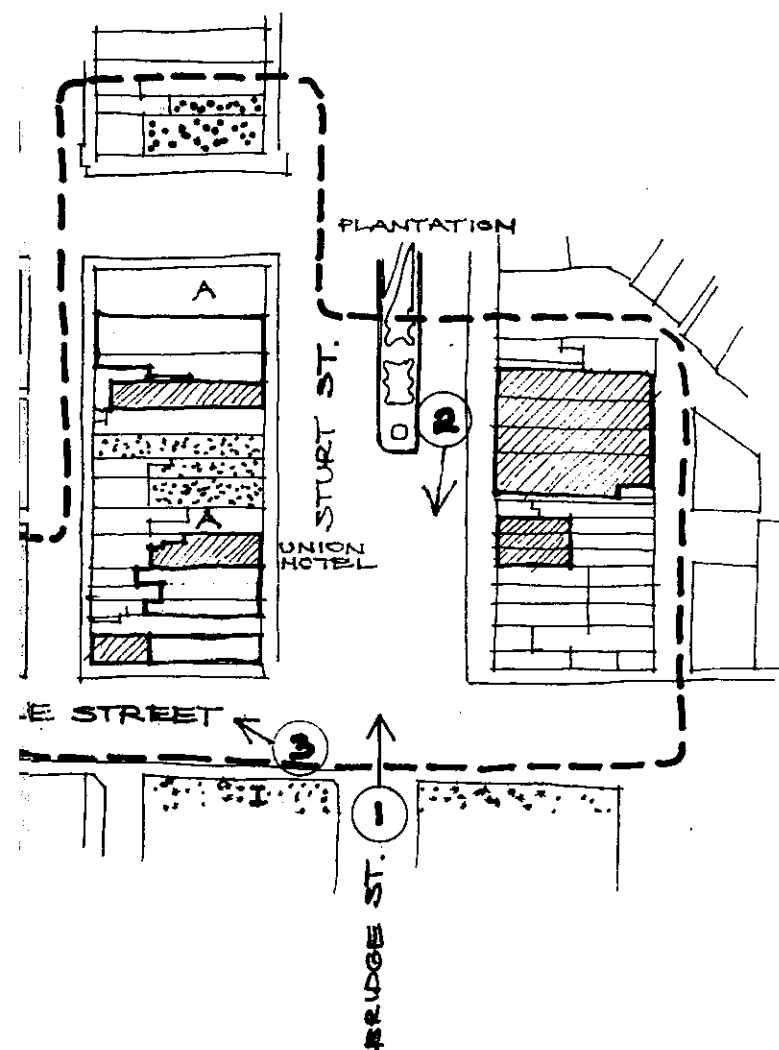 PLANTATION
A
STURT ST.
2
A
UNION
HOTEL
E STREET
3
I
1
BRIDGE ST.